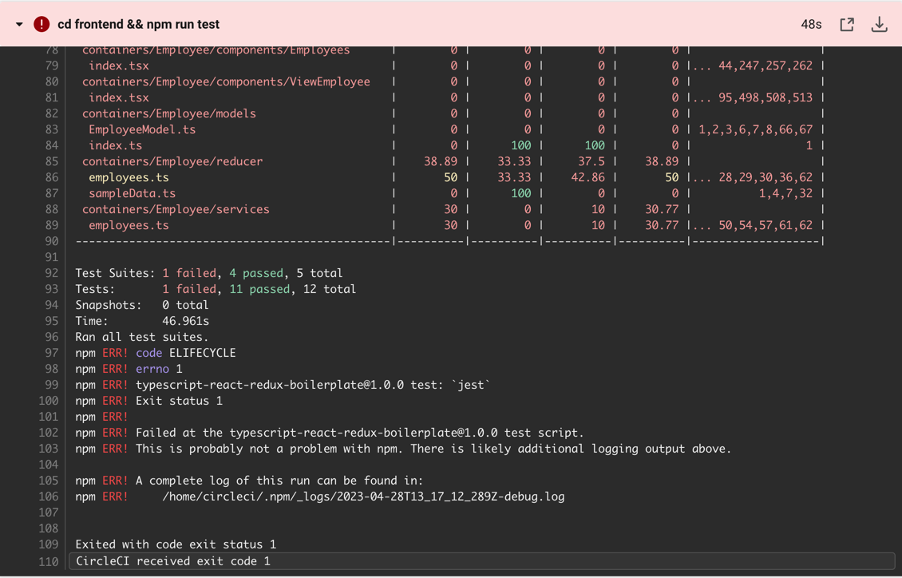 cd frontend && npm run test 48s
78 containers/Employee/components/Employees | 0 | 0 | 0 | 0 | |
79 index.tsx | 0 | 0 | 0 | 0 |... 44,247,257,262 |
80 containers/Employee/components/ViewEmployee | 0 | 0 | 0 | 0 | |
81 index.tsx | 0 | 0 | 0 | 0 |... 95,498,508,513 |
82 containers/Employee/models | 0 | 0 | 0 | 0 | |
83 EmployeeModel.ts | 0 | 0 | 0 | 0 | 1,2,3,6,7,8,66,67 |
84 index.ts | 0 | 100 | 100 | 0 | 1 |
85 containers/Employee/reducer | 38.89 | 33.33 | 37.5 | 38.89 | |
86 employees.ts | 50 | 33.33 | 42.86 | 50 |... 28,29,30,36,62 |
87 sampleData.ts | 0 | 100 | 0 | 0 | 1,4,7,32 |
88 containers/Employee/services | 30 | 0 | 10 | 30.77 | |
89 employees.ts | 30 | 0 | 10 | 30.77 |... 50,54,57,61,62 |
90 -----------------------------------------------|----------|----------|----------|----------|-------------------|
91
92 Test Suites: 1 failed, 4 passed, 5 total
93 Tests: 1 failed, 11 passed, 12 total
94 Snapshots: 0 total
95 Time: 46.961s
96 Ran all test suites.
97 npm ERR! code ELIFECYCLE
98 npm ERR! errno 1
99 npm ERR! typescript-react-redux-boilerplate@1.0.0 test: `jest`
100 npm ERR! Exit status 1
101 npm ERR!
102 npm ERR! Failed at the typescript-react-redux-boilerplate@1.0.0 test script.
103 npm ERR! This is probably not a problem with npm. There is likely additional logging output above.
104
105 npm ERR! A complete log of this run can be found in:
106 npm ERR! /home/circleci/.npm/_logs/2023-04-28T13_17_12_289Z-debug.log
107
108
109 Exited with code exit status 1
110 CircleCI received exit code 1